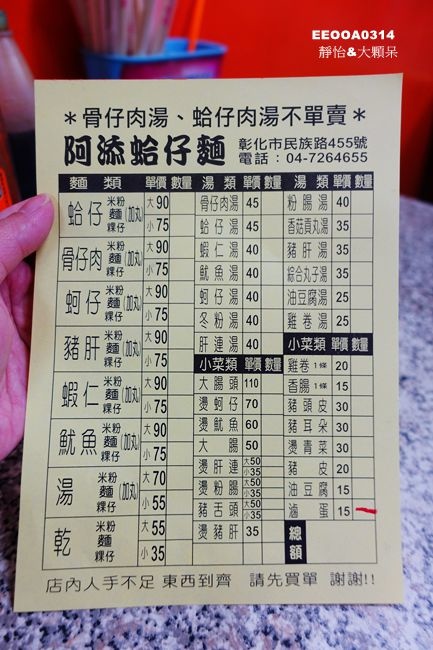 EEOOA0314
靜怡&大顆呆
＊骨仔肉湯、蛤仔肉湯不單賣＊
阿添蛤仔麵
彰化市民族路455號
電話：04-7264655
麵類 單價 數量 湯類 單價 數量 湯類 單價 數量
蛤仔 米粉 麵 粿仔 (加丸) 大90 小75
骨仔肉 米粉 麵 粿仔 (加丸) 大90 小75
蚵仔 米粉 麵 粿仔 (加丸) 大90 小75
豬肝 米粉 麵 粿仔 (加丸) 大90 小75
蝦仁 米粉 麵 粿仔 (加丸) 大90 小75
魷魚 米粉 麵 粿仔 (加丸) 大90 小75
湯 米粉 麵 粿仔 (加丸) 大70 小55
乾 米粉 麵 粿仔 大55 小35
骨仔肉湯 45
蛤仔湯 45
蝦仁湯 40
魷魚湯 40
蚵仔湯 40
冬粉湯 40
肝連湯 40
小菜類 單價 數量
大腸頭 110
燙蚵仔 70
燙魷魚 60
大腸 50
燙肝連 大50 小35
燙粉腸 大50 小35
豬舌頭 大50 小35
燙豬肝 35
粉腸湯 40
香菇貢丸湯 35
豬肝湯 35
綜合丸子湯 35
油豆腐湯 25
雞卷湯 25
小菜類 單價 數量
雞卷 1條 20
香腸 1條 15
豬頭皮 30
豬耳朵 30
燙青菜 30
豬皮 20
油豆腐 15
滷蛋 15
總額
店內人手不足 東西到齊 請先買單 謝謝!!